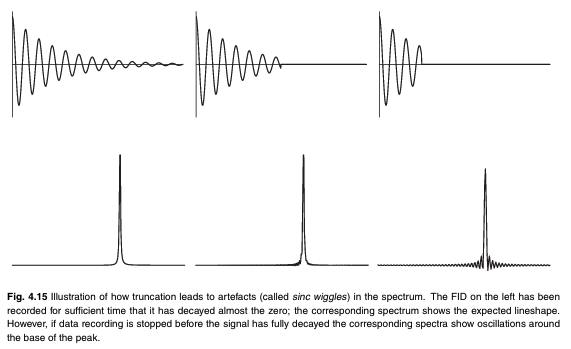 Fig. 4.15 Illustration of how truncation leads to artefacts (called sinc wiggles) in the spectrum. The FID on the left has been
recorded for sufficient time that it has decayed almost the zero; the corresponding spectrum shows the expected lineshape.
However, if data recording is stopped before the signal has fully decayed the corresponding spectra show oscillations around
the base of the peak.